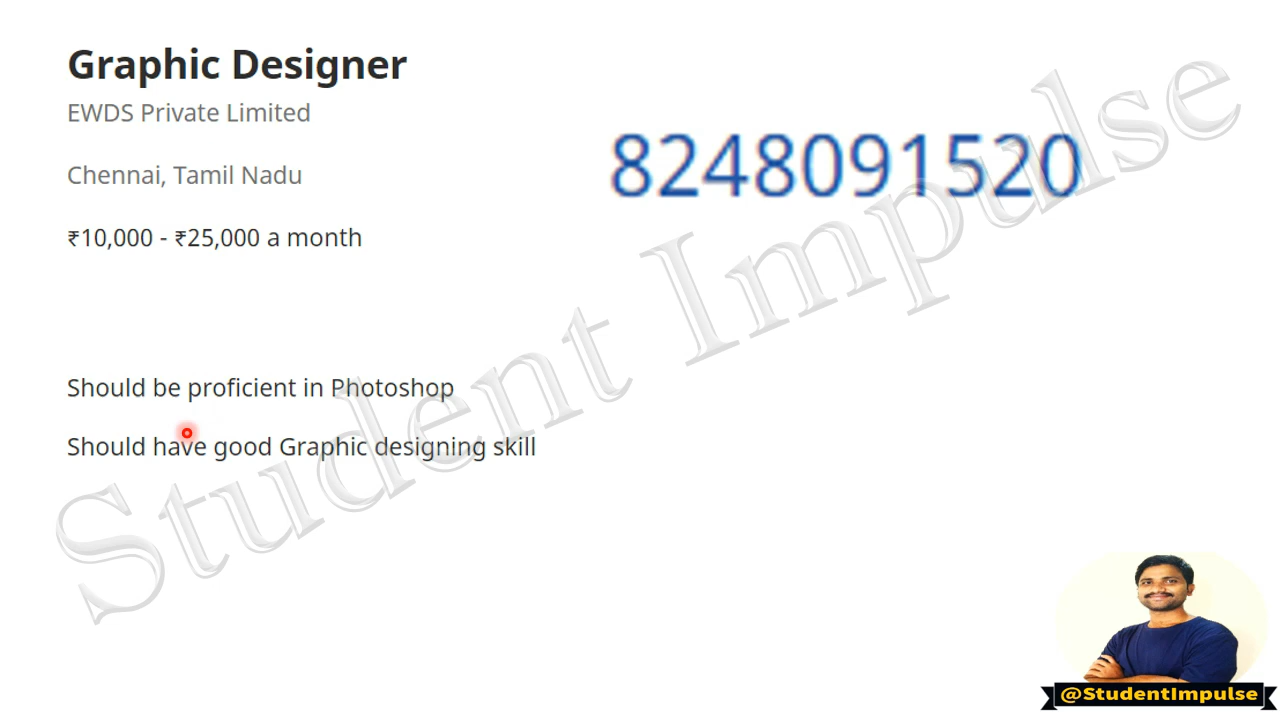 Graphic Designer
EWDS Private Limited
8248091520
Chennai, Tamil Nadu
₹10,000 - ₹25,000 a month
Should be proficient in Photoshop
Should have good Graphic designing skill
Student Impulse
@StudentImpulse